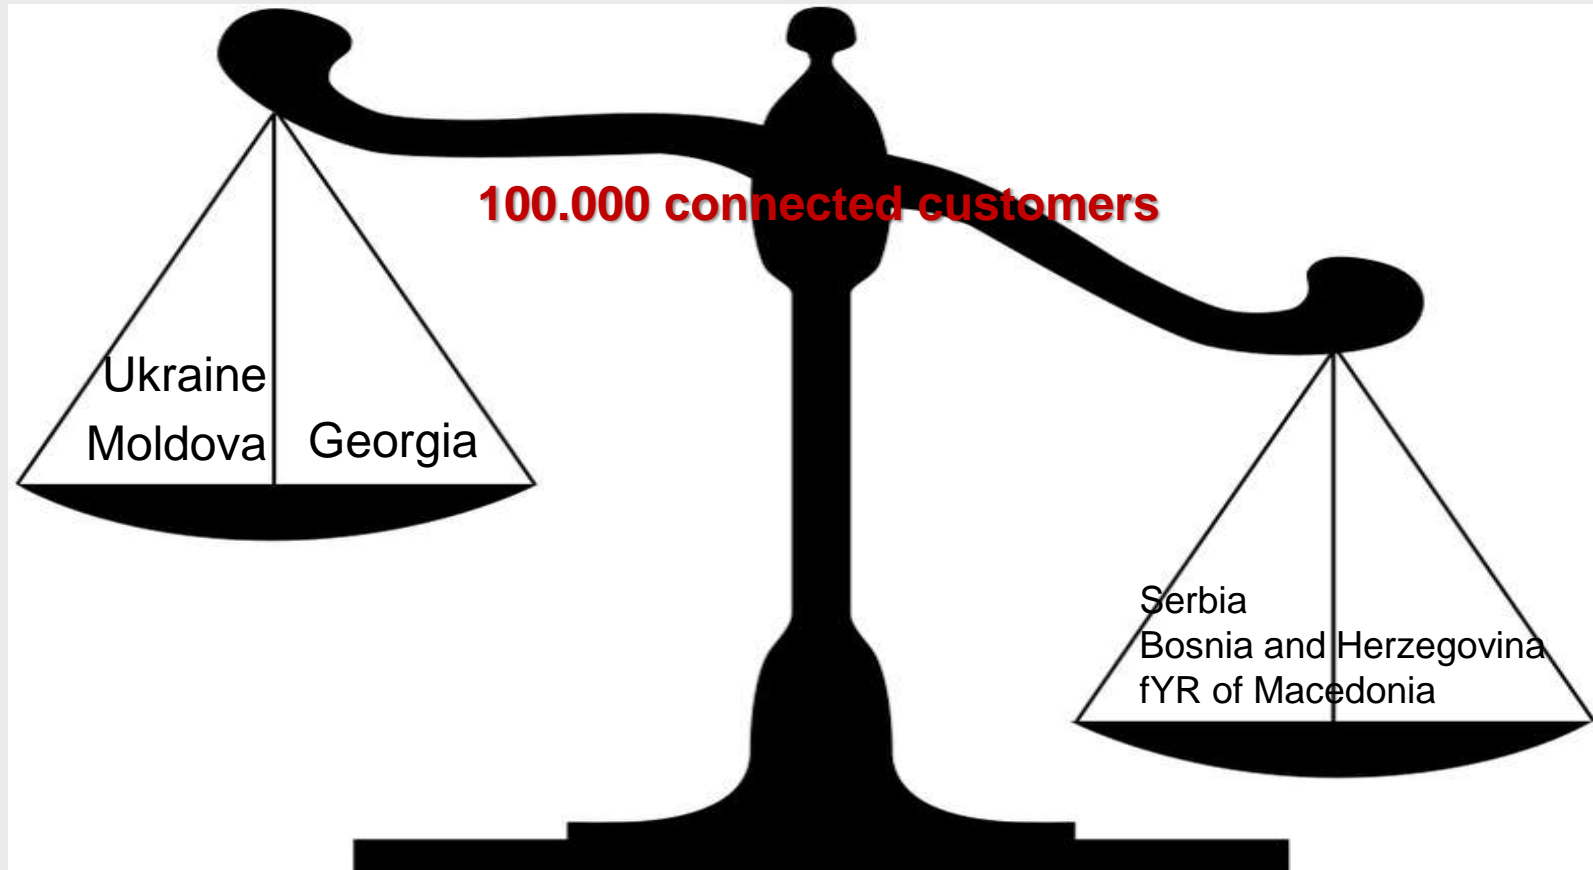 100.000 connected customers
Ukraine
Moldova
Georgia
Serbia
Bosnia and Herzegovina
fYR of Macedonia